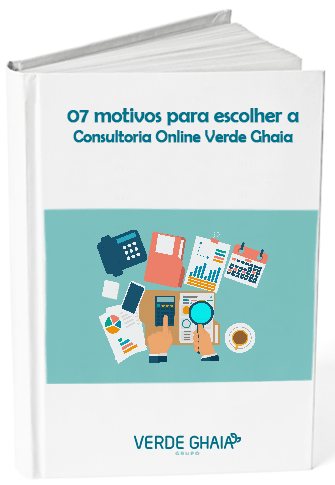 07 motivos para escolher a
Consultoria Online Verde Ghaia
VERDE GHAIA
GRUPO